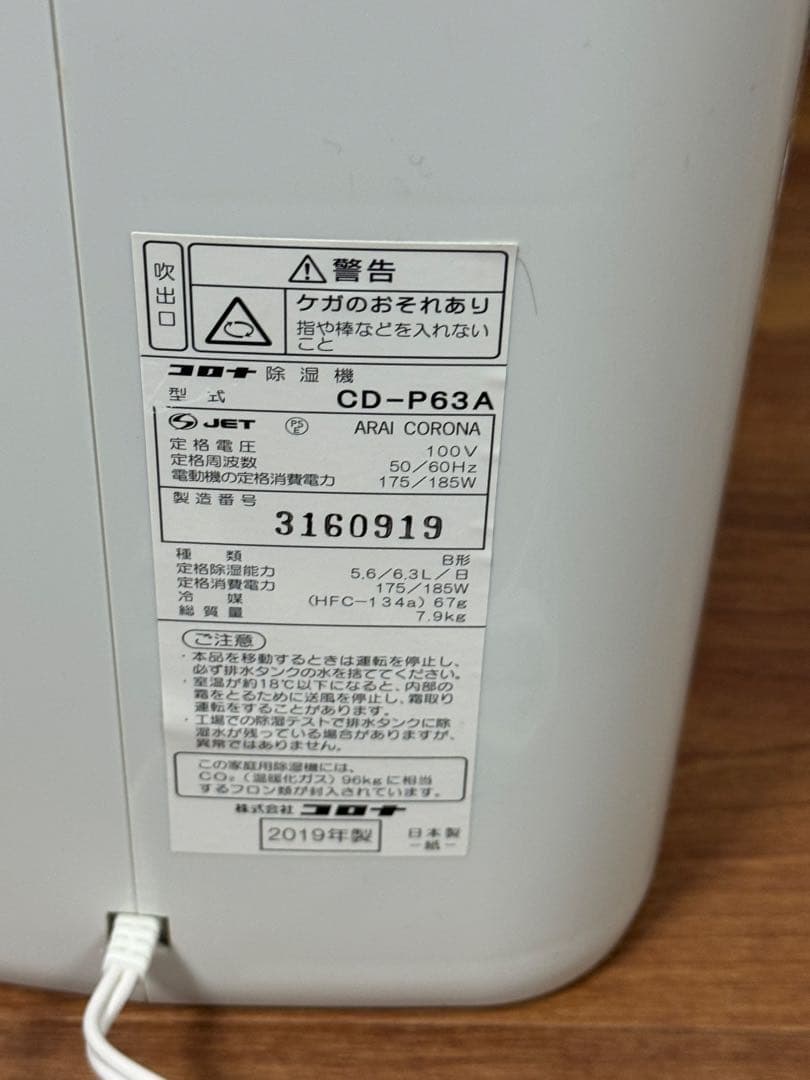 吹出口
⚠警告
ケガのおそれあり
指や棒などを入れない
こと
コロナ 除湿機
型式 CD-P63A
JET PSE ARAI CORONA
定格電圧 100V
定格周波数 50/60Hz
電動機の定格消費電力 175/185W
製造番号
3160919
種類 B形
定格除湿能力 5.6/6.3L/日
定格消費電力 175/185W
冷媒 (HFC-134a) 67g
総質量 7.9kg
ご注意
・本品を移動するときは運転を停止し、
必ず排水タンクの水を捨ててください。
・室温が約18℃以下になると、内部の
霜をとるために送風を停止し、霜取り
運転をすることがあります。
・工場での除湿テストで排水タンクに除
湿水が残っている場合がありますが、
異常ではありません。
この家庭用除湿機には、
CO₂(温暖化ガス)96kgに相当
するフロン類が封入されています。
株式会社 コロナ
2019年製 日本製
-紙-